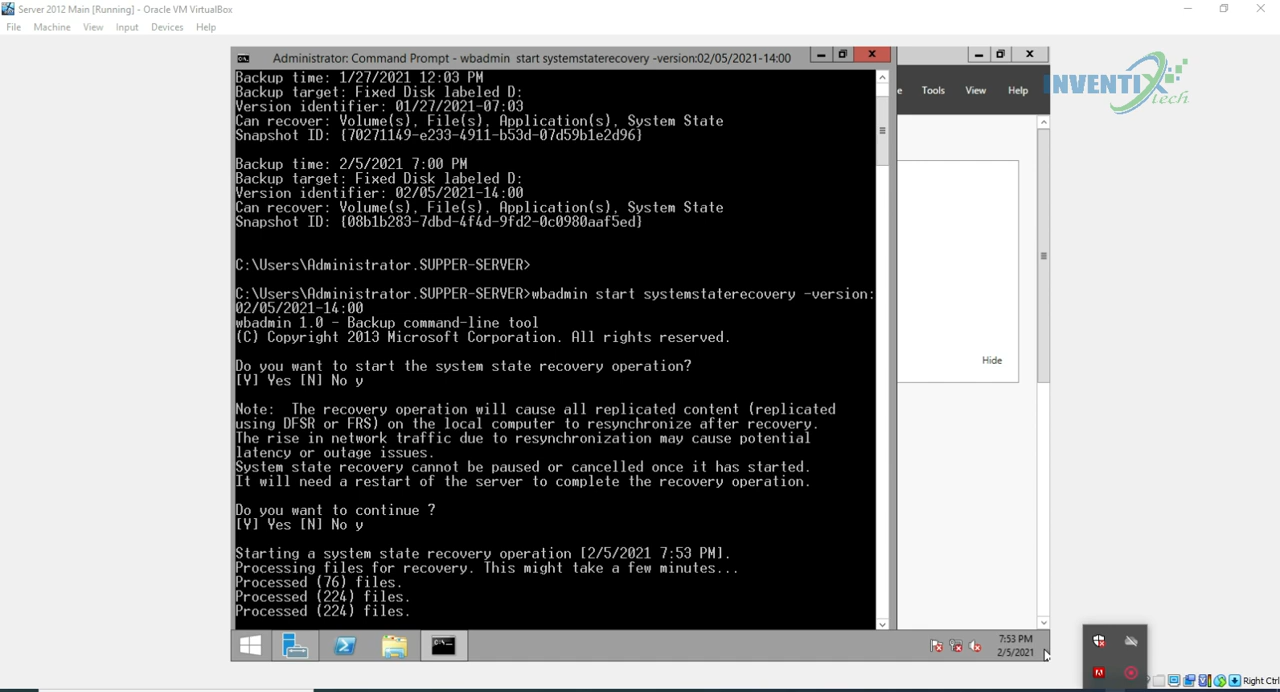 Server 2012 Main [Running] - Oracle VM VirtualBox
File Machine View Input Devices Help
Administrator: Command Prompt - wbadmin start systemstaterecovery -version:02/05/2021-14:00
Tools View Help
INVENTIX
tech
Backup time: 1/27/2021 12:03 PM
Backup target: Fixed Disk labeled D:
Version identifier: 01/27/2021-07:03
Can recover: Volume(s), File(s), Application(s), System State
Snapshot ID: {70271149-e233-4911-b53d-07d59b1e2d96}
Backup time: 2/5/2021 7:00 PM
Backup target: Fixed Disk labeled D:
Version identifier: 02/05/2021-14:00
Can recover: Volume(s), File(s), Application(s), System State
Snapshot ID: {08b1b283-7dbd-4f4d-9fd2-0c0980aaf5ed}
C:\Users\Administrator.SUPPER-SERVER>
C:\Users\Administrator.SUPPER-SERVER>wbadmin start systemstaterecovery -version:
02/05/2021-14:00
wbadmin 1.0 - Backup command-line tool
(C) Copyright 2013 Microsoft Corporation. All rights reserved.
Do you want to start the system state recovery operation?
[Y] Yes [N] No y
Note: The recovery operation will cause all replicated content (replicated
using DFSR or FRS) on the local computer to resynchronize after recovery.
The rise in network traffic due to resynchronization may cause potential
latency or outage issues.
System state recovery cannot be paused or cancelled once it has started.
It will need a restart of the server to complete the recovery operation.
Do you want to continue ?
[Y] Yes [N] No y
Starting a system state recovery operation [2/5/2021 7:53 PM].
Processing files for recovery. This might take a few minutes...
Processed (76) files.
Processed (224) files.
Processed (224) files.
Hide
7:53 PM
2/5/2021
Right Ctrl